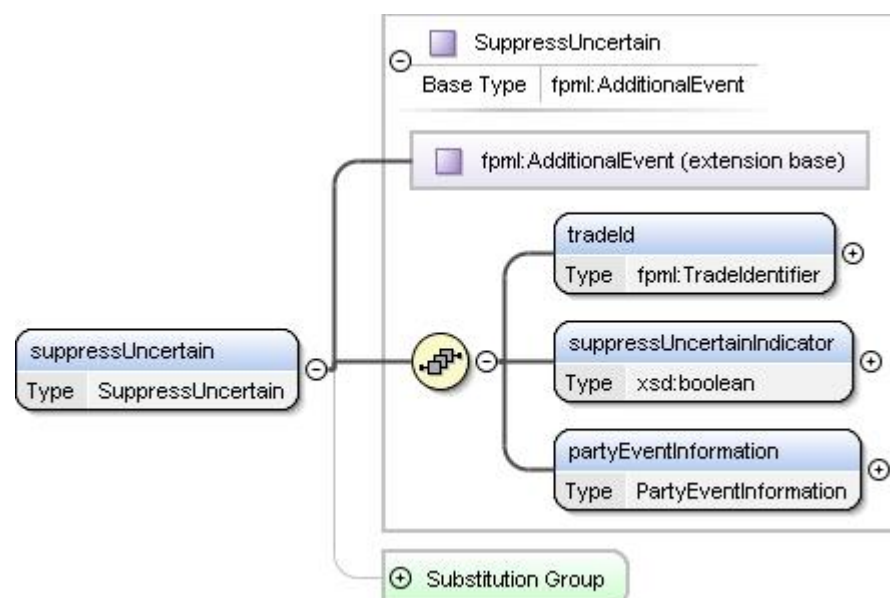 SuppressUncertain
Base Type fpml:AdditionalEvent
fpml:AdditionalEvent (extension base)
tradeId
Type fpml:TradeIdentifier
suppressUncertain
Type SuppressUncertain
suppressUncertainIndicator
Type xsd:boolean
partyEventInformation
Type PartyEventInformation
Substitution Group